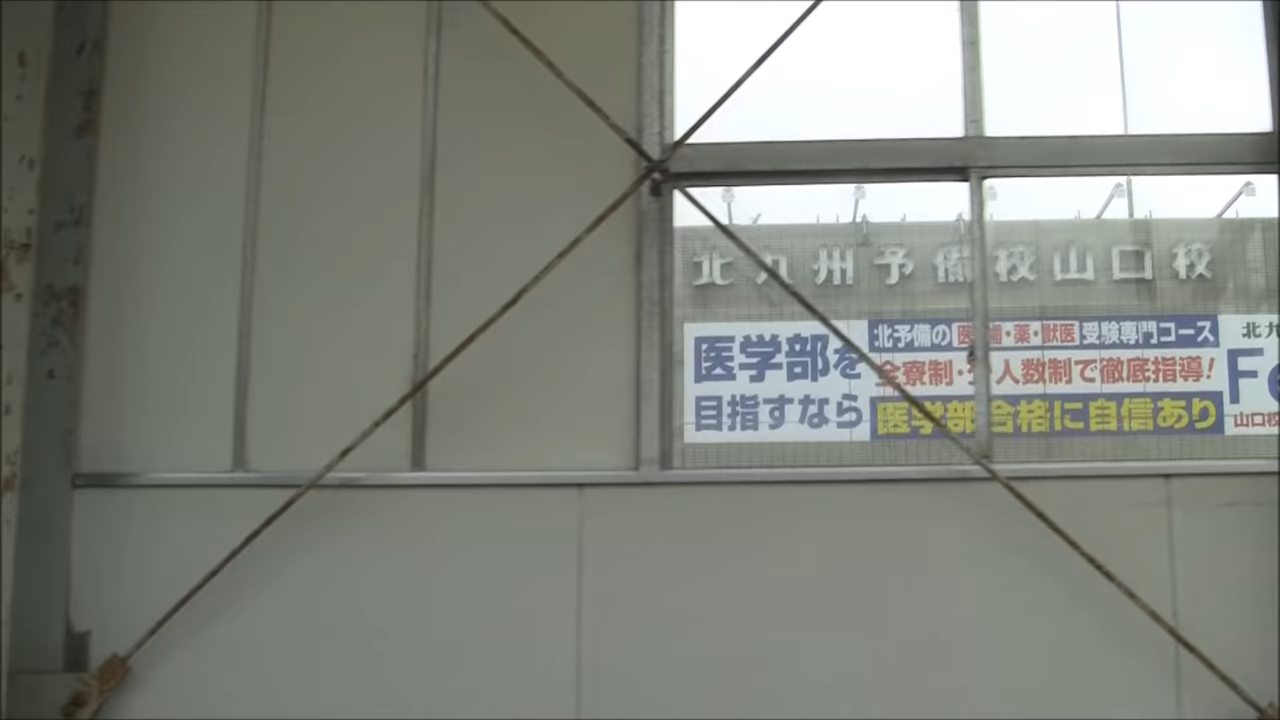 北九州予備校山口校
医学部を
目指すなら
北予備の医・歯・薬・獣医受験専門コース
全寮制・少人数制で徹底指導!
医学部合格に自信あり
北九
Fe
山口校